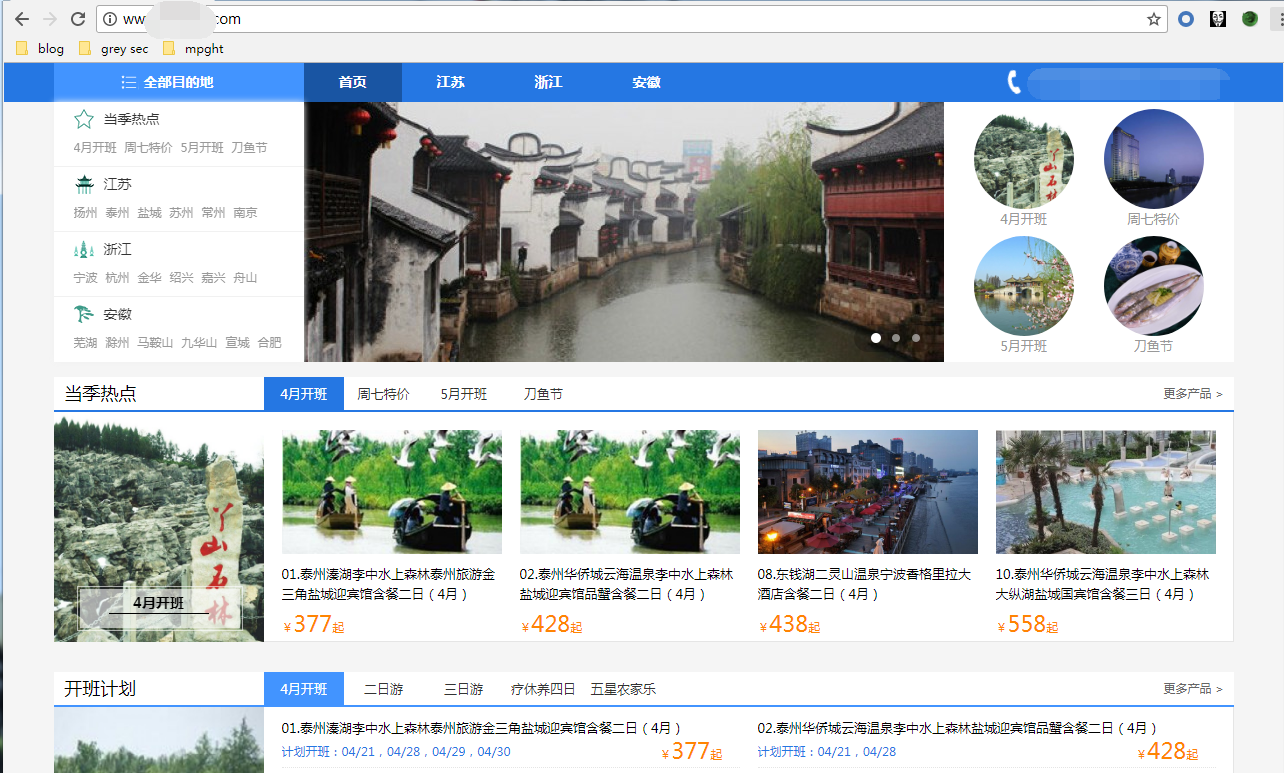 ww com
blog grey sec mpght
全部目的地 首页 江苏 浙江 安徽
当季热点
4月开班 周七特价 5月开班 刀鱼节
江苏
扬州 泰州 盐城 苏州 常州 南京
浙江
宁波 杭州 金华 绍兴 嘉兴 舟山
安徽
芜湖 滁州 马鞍山 九华山 宣城 合肥
丫山石林
4月开班 周七特价
5月开班 刀鱼节
当季热点 4月开班 周七特价 5月开班 刀鱼节 更多产品 >
丫山石林
4月开班
01.泰州溱湖李中水上森林泰州旅游金
三角盐城迎宾馆含餐二日（4月）
￥377起
02.泰州华侨城云海温泉李中水上森林
盐城迎宾馆品蟹含餐二日（4月）
￥428起
08.东钱湖二灵山温泉宁波香格里拉大
酒店含餐二日（4月）
￥438起
10.泰州华侨城云海温泉李中水上森林
大纵湖盐城国宾馆含餐三日（4月）
￥558起
开班计划 4月开班 二日游 三日游 疗休养四日 五星农家乐 更多产品 >
01.泰州溱湖李中水上森林泰州旅游金三角盐城迎宾馆含餐二日（4月）
计划开班：04/21，04/28，04/29，04/30 ￥377起
02.泰州华侨城云海温泉李中水上森林盐城迎宾馆品蟹含餐二日（4月）
计划开班：04/21，04/28 ￥428起